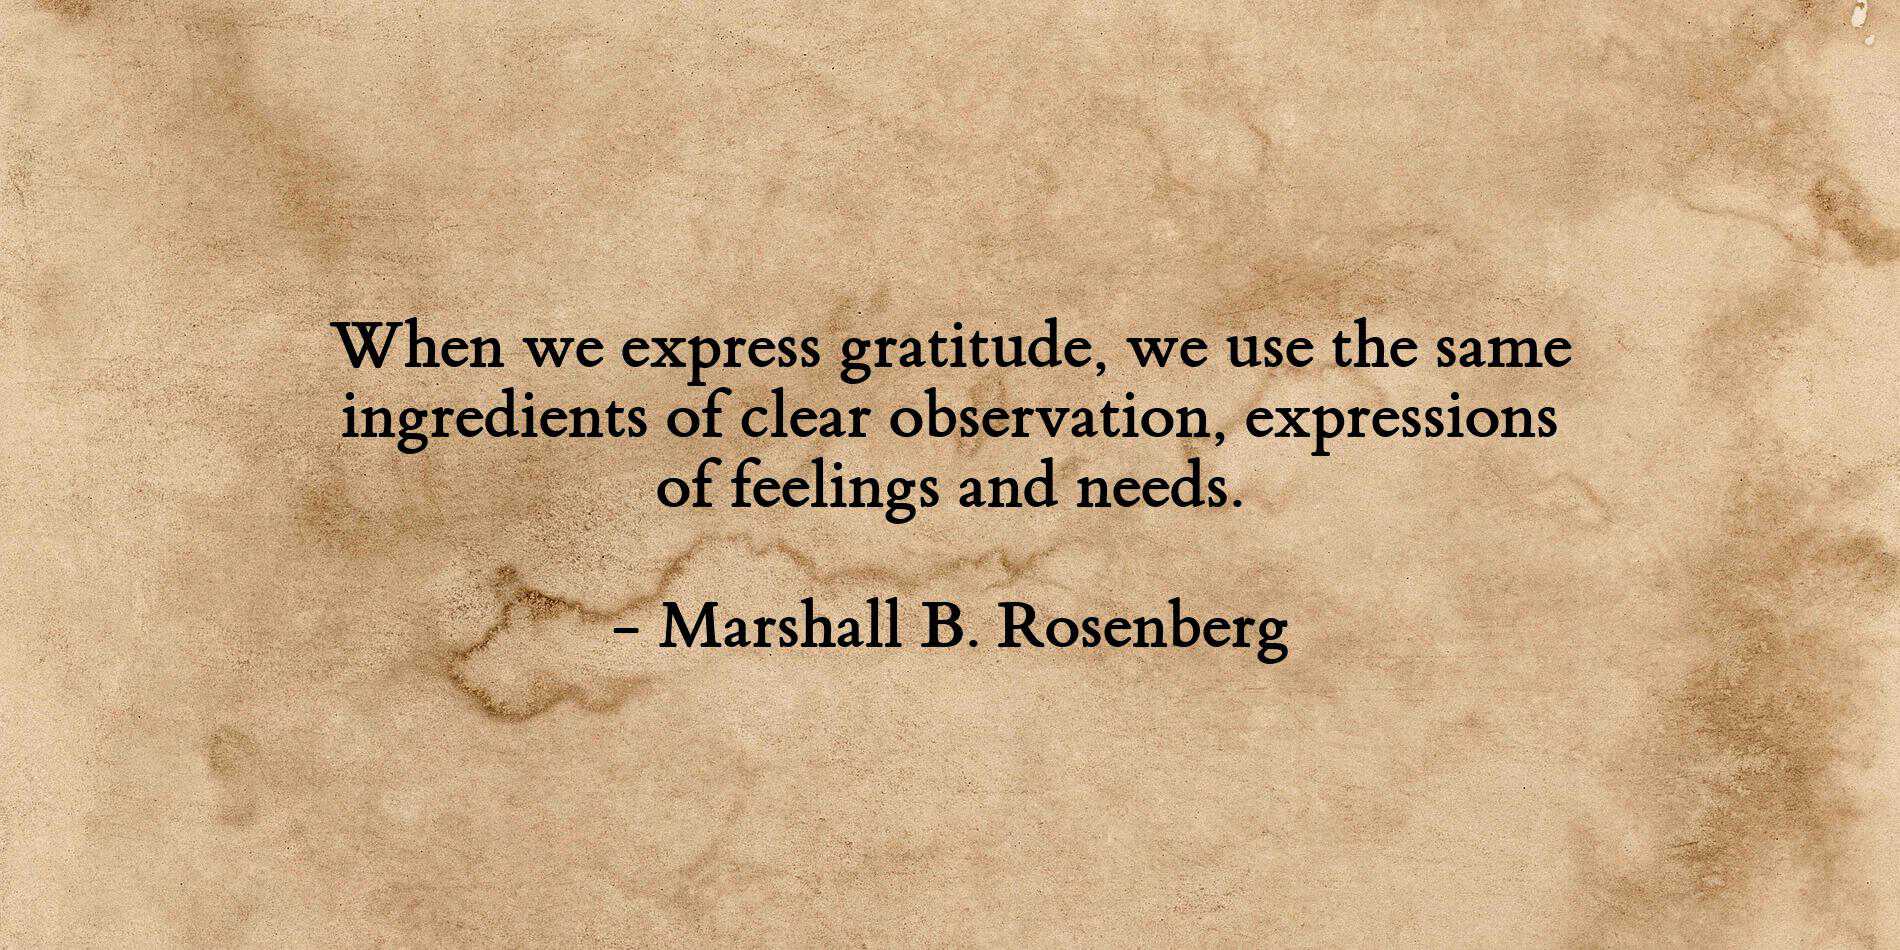 When we express gratitude, we use the same
ingredients of clear observation, expressions
of feelings and needs.
– Marshall B. Rosenberg